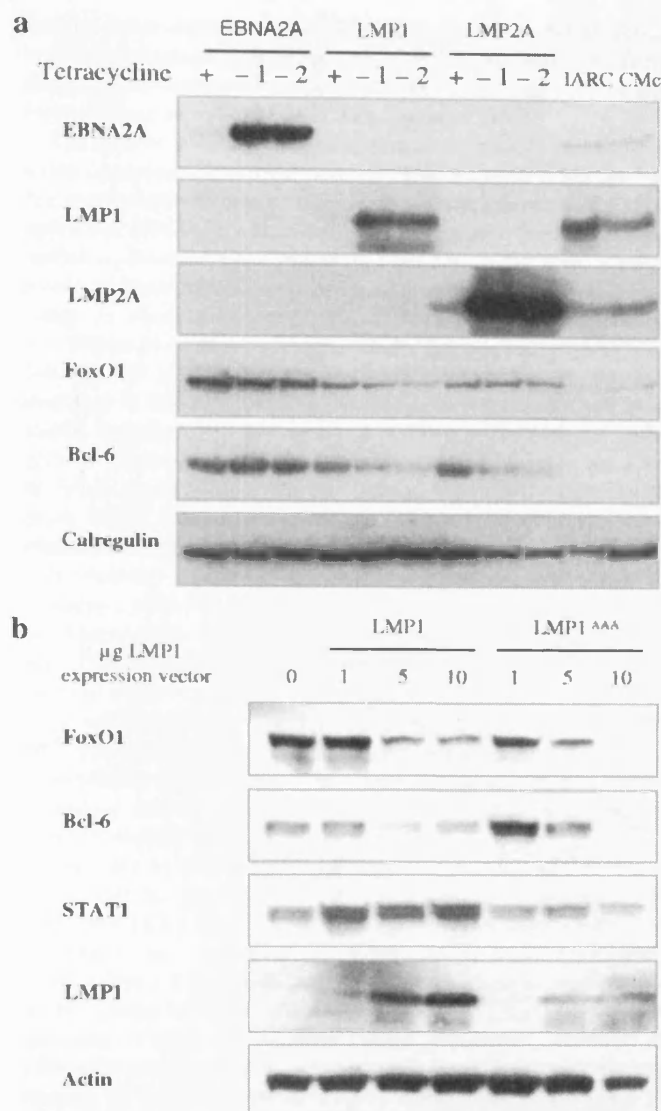 a
EBNA2A LMP1 LMP2A
Tetracycline + – 1 – 2 + – 1 – 2 + – 1 – 2 IARC CMc
EBNA2A
LMP1
LMP2A
FoxO1
Bcl-6
Calregulin
b
LMP1 LMP1 AAA
µg LMP1
expression vector 0 1 5 10 1 5 10
FoxO1
Bcl-6
STAT1
LMP1
Actin